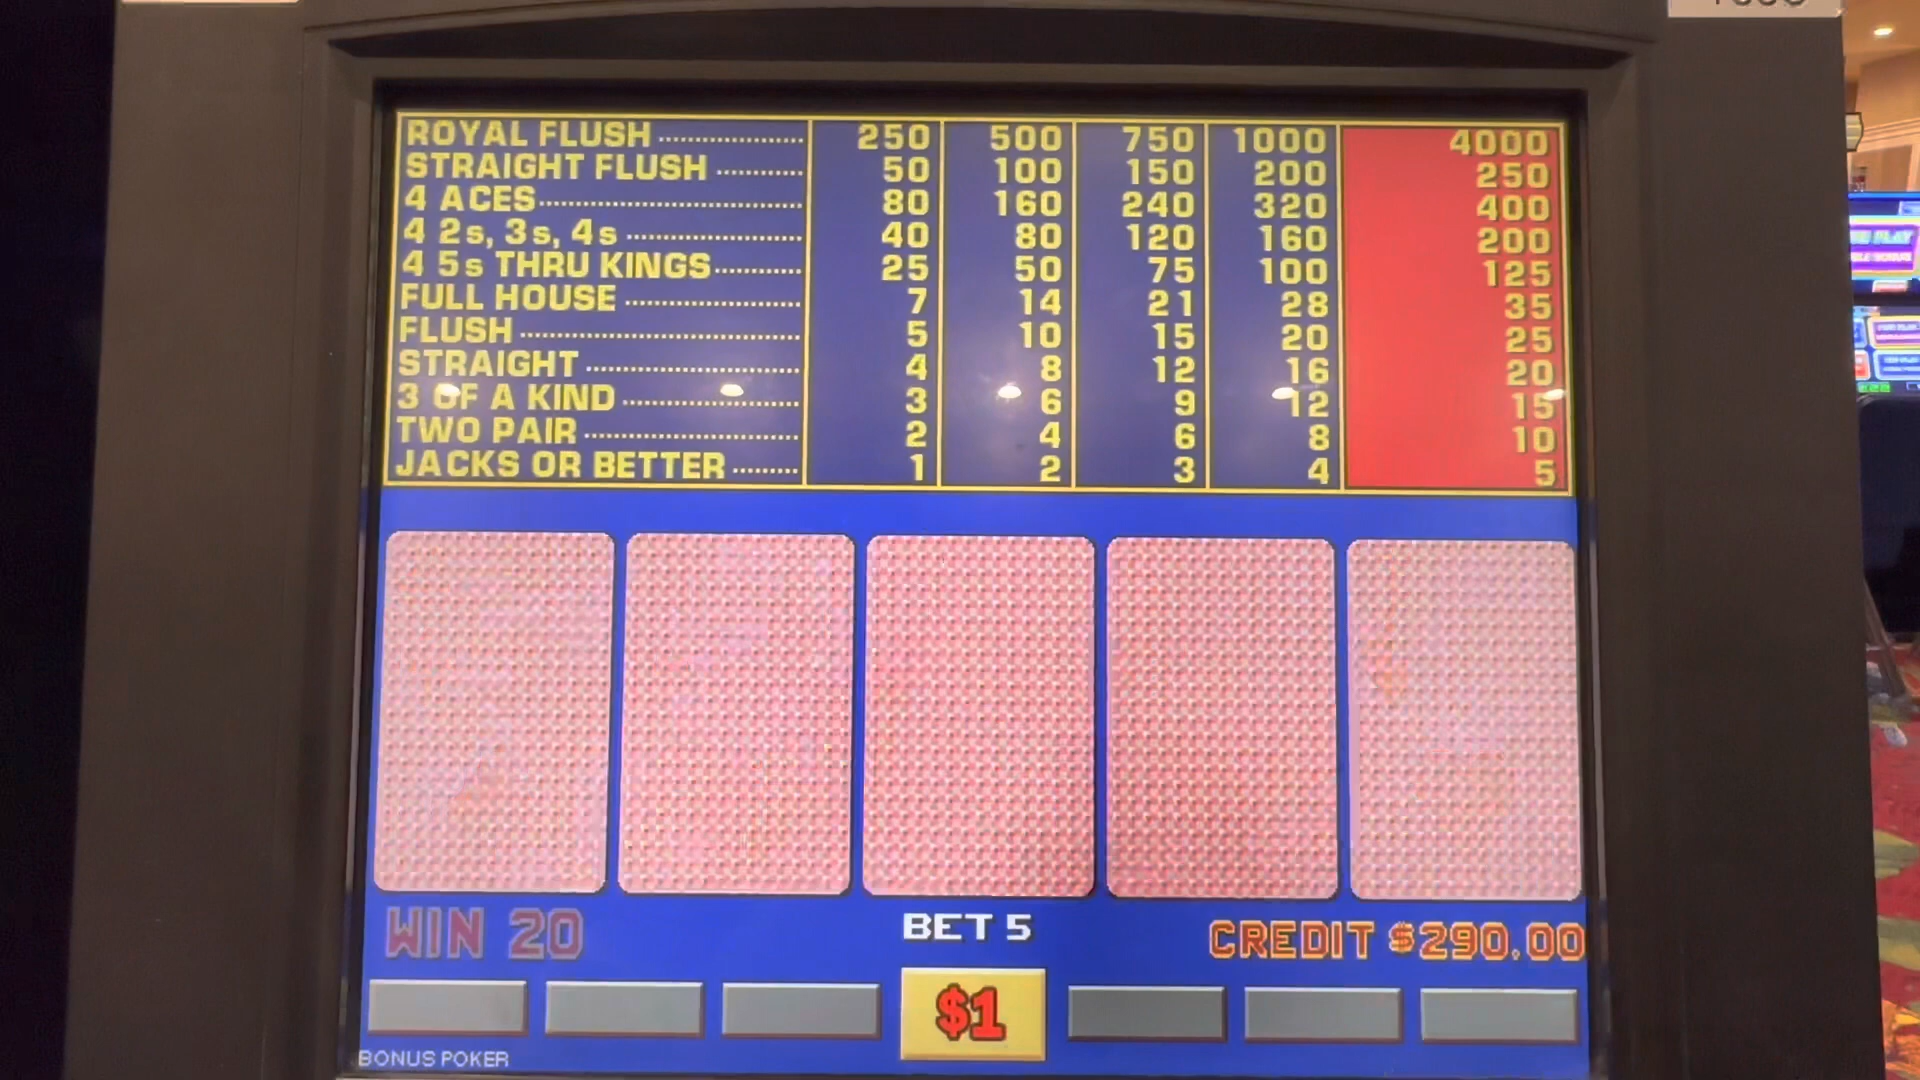 ROYAL FLUSH 250 500 750 1000 4000
STRAIGHT FLUSH 50 100 150 200 250
4 ACES 80 160 240 320 400
4 2s, 3s, 4s 40 80 120 160 200
4 5s THRU KINGS 25 50 75 100 125
FULL HOUSE 7 14 21 28 35
FLUSH 5 10 15 20 25
STRAIGHT 4 8 12 16 20
3 OF A KIND 3 6 9 12 15
TWO PAIR 2 4 6 8 10
JACKS OR BETTER 1 2 3 4 5
WIN 20 BET 5 CREDIT $290.00
$1
BONUS POKER